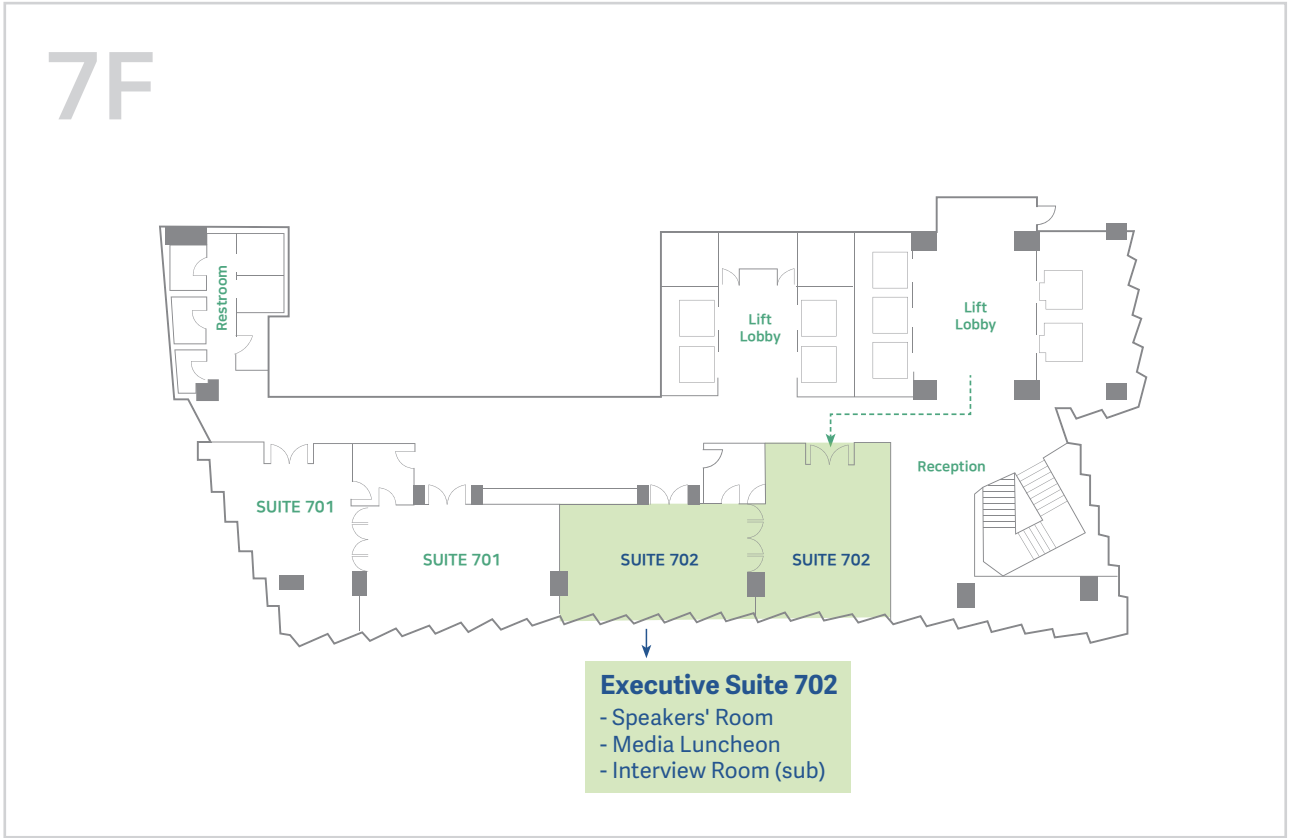 7F
Restroom
Lift
Lobby
Lift
Lobby
Reception
SUITE 701
SUITE 701
SUITE 702
SUITE 702
Executive Suite 702
- Speakers' Room
- Media Luncheon
- Interview Room (sub)